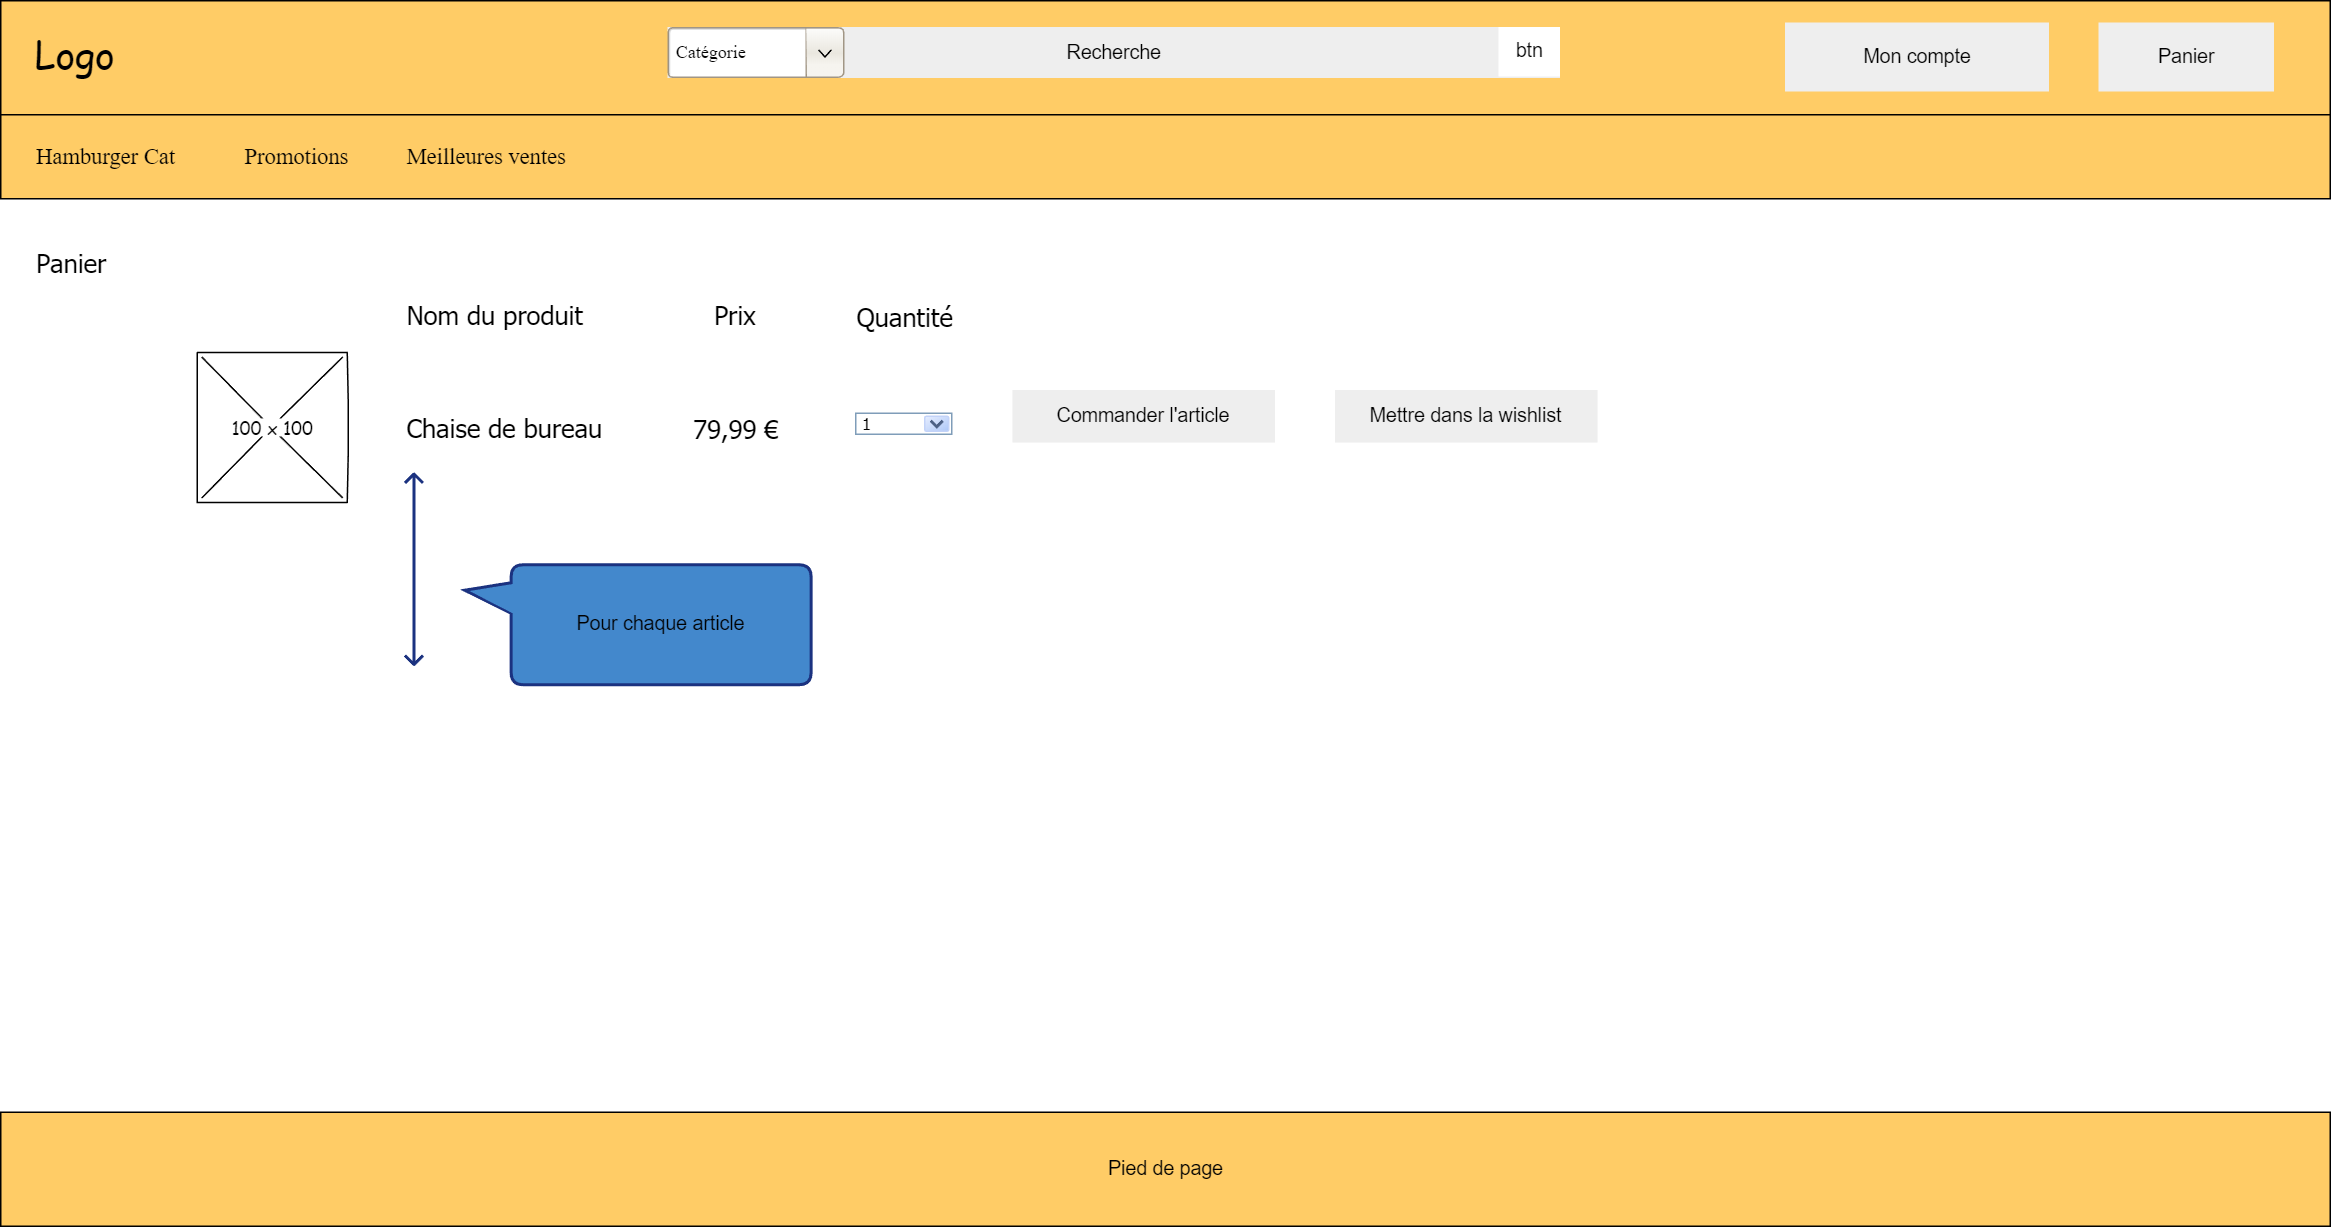 Logo
Catégorie
Recherche
btn
Mon compte
Panier
Hamburger Cat
Promotions
Meilleures ventes
Panier
Nom du produit
Prix
Quantité
100 x 100
Chaise de bureau
79,99 €
1
Commander l'article
Mettre dans la wishlist
Pour chaque article
Pied de page